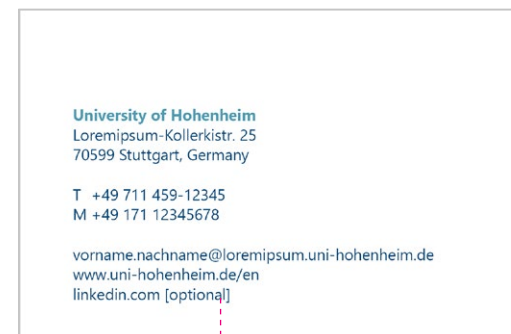 University of Hohenheim
Loremipsum-Kollerkistr. 25
70599 Stuttgart, Germany
T +49 711 459-12345
M +49 171 12345678
vorname.nachname@loremipsum.uni-hohenheim.de
www.uni-hohenheim.de/en
linkedin.com [optional]